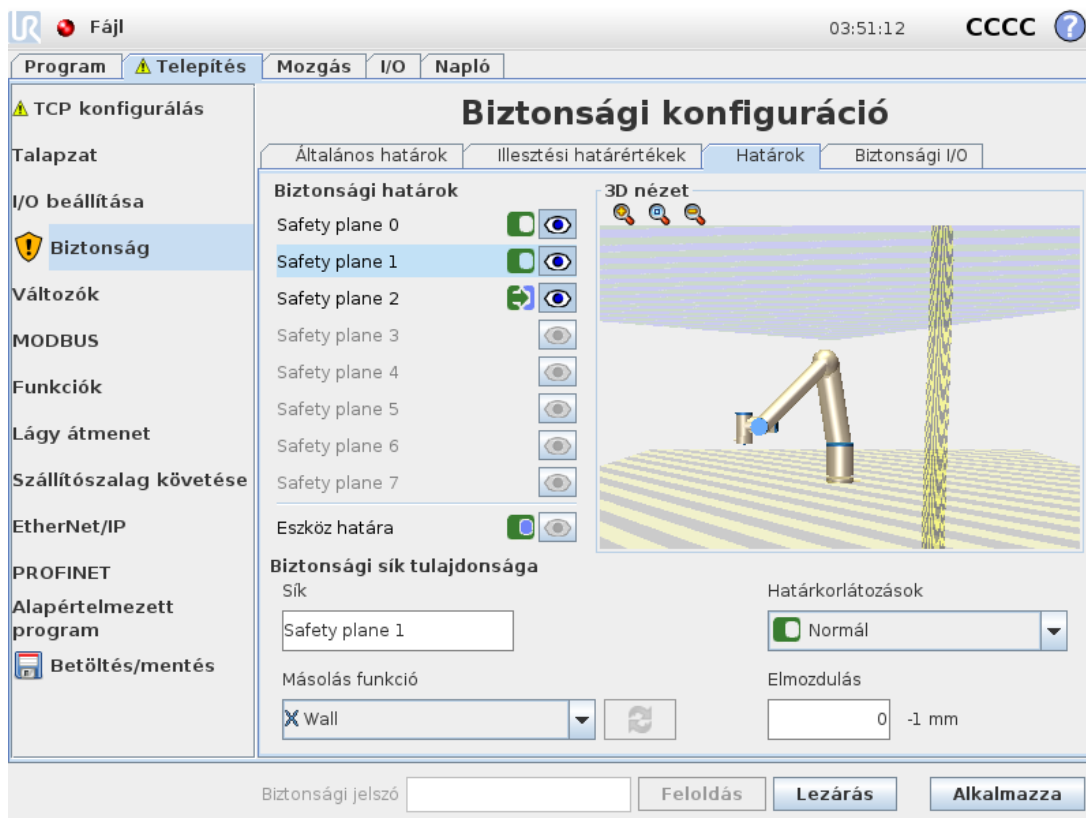 Fájl 03:51:12 CCCC ?
Program Telepítés Mozgás I/O Napló
TCP konfigurálás
Talapzat
I/O beállítása
Biztonság
Változók
MODBUS
Funkciók
Lágy átmenet
Szállítószalag követése
EtherNet/IP
PROFINET
Alapértelmezett
program
Betöltés/mentés
Biztonsági konfiguráció
Általános határok Illesztési határértékek Határok Biztonsági I/O
Biztonsági határok
Safety plane 0
Safety plane 1
Safety plane 2
Safety plane 3
Safety plane 4
Safety plane 5
Safety plane 6
Safety plane 7
Eszköz határa
3D nézet
Biztonsági sík tulajdonsága
Sík
Safety plane 1
Határkorlátozások
Normál
Másolás funkció
Wall
Elmozdulás
0 -1 mm
Biztonsági jelszó Feloldás Lezárás Alkalmazza